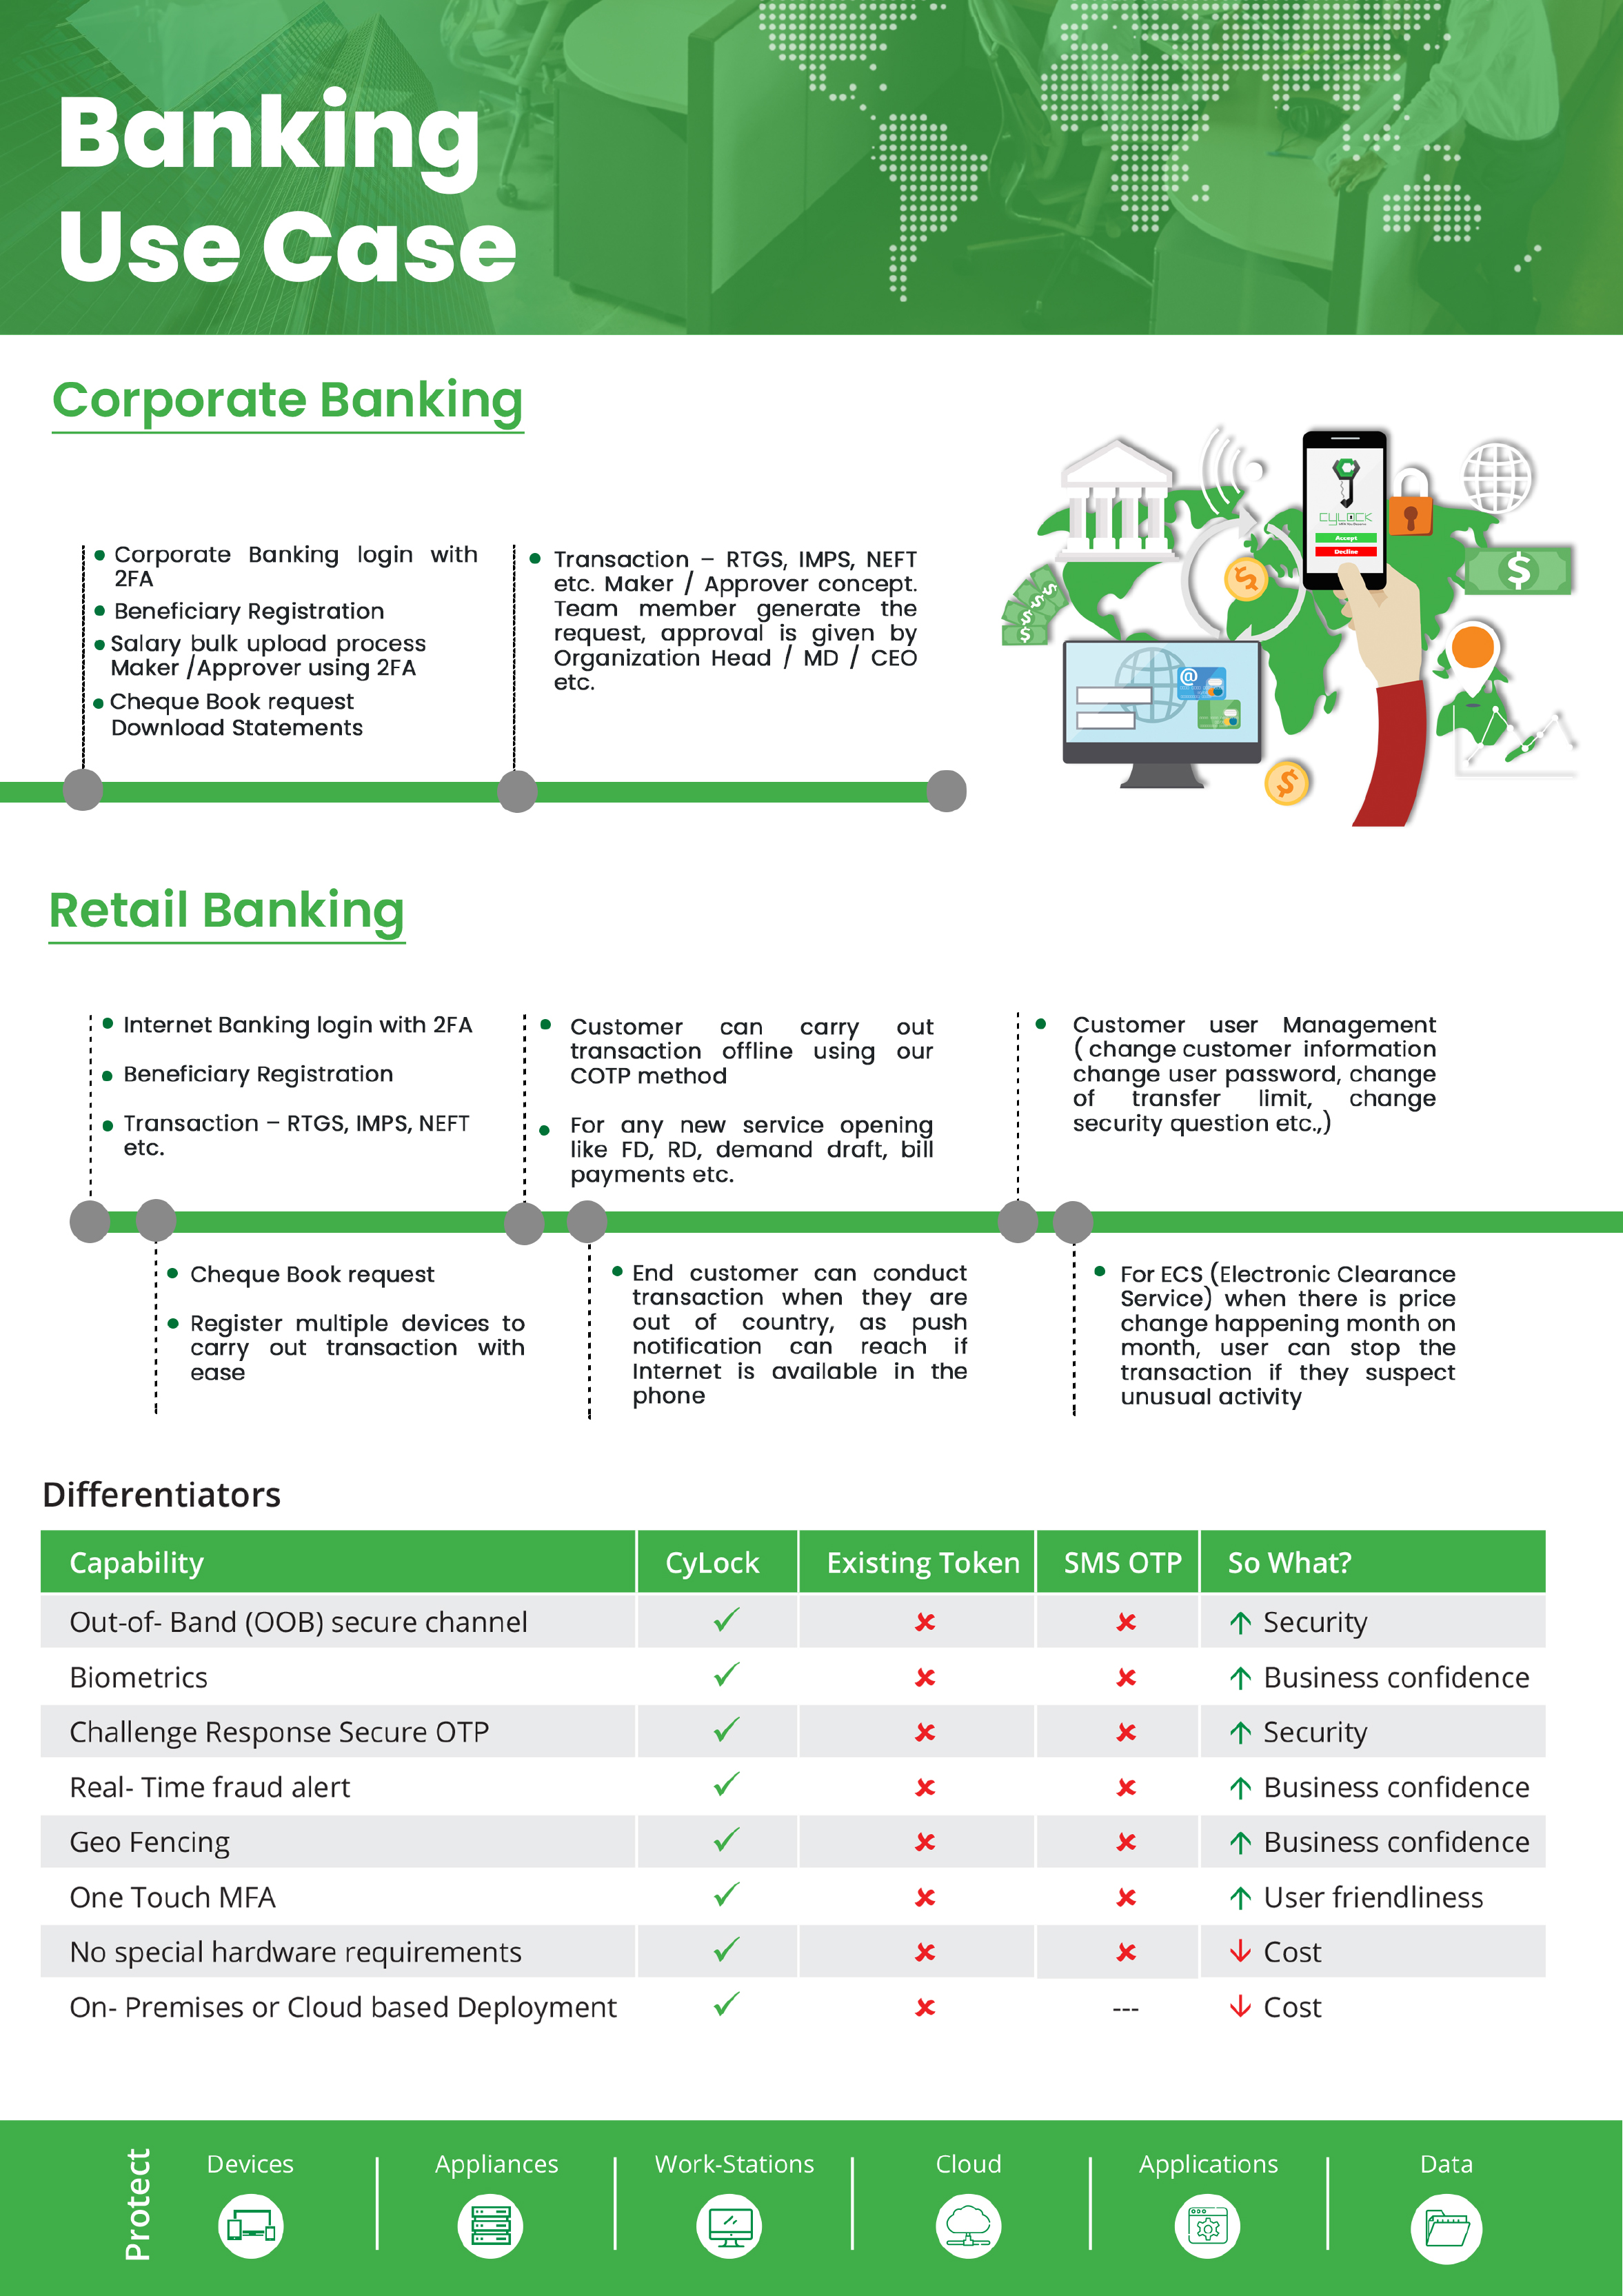 Banking
Use Case
Corporate Banking
Corporate Banking login with
2FA
Beneficiary Registration
Salary bulk upload process
Maker /Approver using 2FA
Cheque Book request
Download Statements
Transaction – RTGS, IMPS, NEFT
etc. Maker / Approver concept.
Team member generate the
request, approval is given by
Organization Head / MD / CEO
etc.
CYLOCK
Accept
Decline
Retail Banking
Internet Banking login with 2FA
Beneficiary Registration
Transaction – RTGS, IMPS, NEFT
etc.
Customer can carry out
transaction offline using our
COTP method
For any new service opening
like FD, RD, demand draft, bill
payments etc.
Customer user Management
( change customer information
change user password, change
of transfer limit, change
security question etc.,)
Cheque Book request
Register multiple devices to
carry out transaction with
ease
End customer can conduct
transaction when they are
out of country, as push
notification can reach if
Internet is available in the
phone
For ECS (Electronic Clearance
Service) when there is price
change happening month on
month, user can stop the
transaction if they suspect
unusual activity
Differentiators
Capability CyLock Existing Token SMS OTP So What?
Out-of- Band (OOB) secure channel ✓ ✘ ✘ ↑ Security
Biometrics ✓ ✘ ✘ ↑ Business confidence
Challenge Response Secure OTP ✓ ✘ ✘ ↑ Security
Real- Time fraud alert ✓ ✘ ✘ ↑ Business confidence
Geo Fencing ✓ ✘ ✘ ↑ Business confidence
One Touch MFA ✓ ✘ ✘ ↑ User friendliness
No special hardware requirements ✓ ✘ ✘ ↓ Cost
On- Premises or Cloud based Deployment ✓ ✘ --- ↓ Cost
Protect
Devices
Appliances
Work-Stations
Cloud
Applications
Data